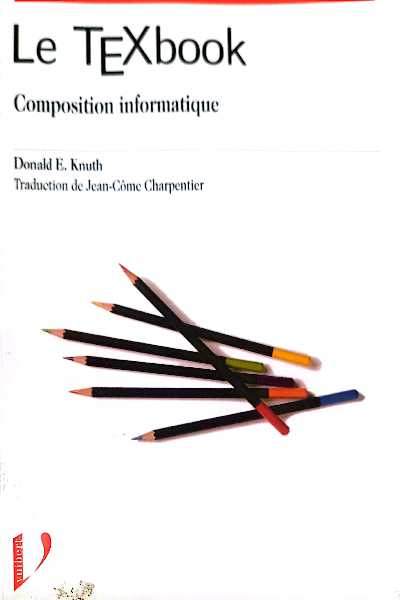 Le TEXbook
Composition informatique
Donald E. Knuth
Traduction de Jean-Côme Charpentier
Vuibert